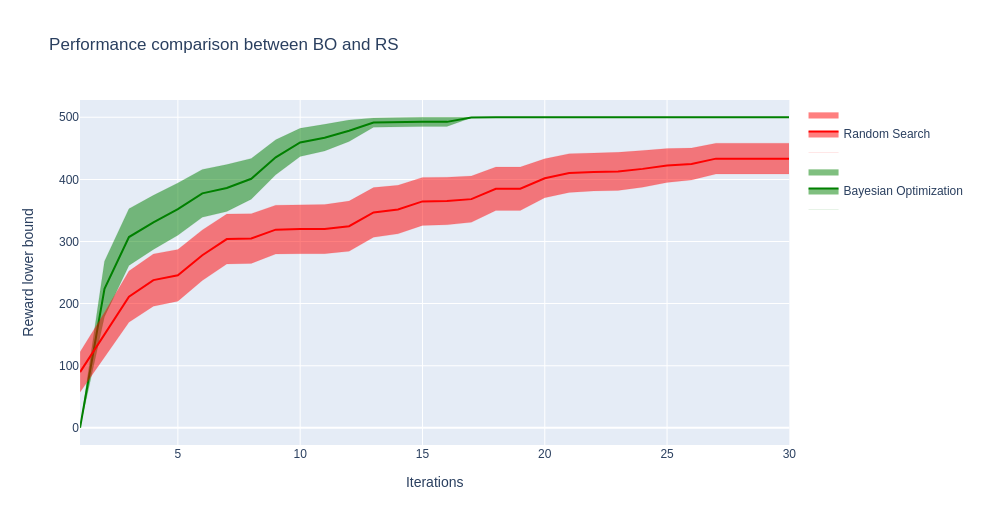 Performance comparison between BO and RS
Reward lower bound
500
400
300
200
100
0
5
10
15
20
25
30
Iterations
Random Search
Bayesian Optimization